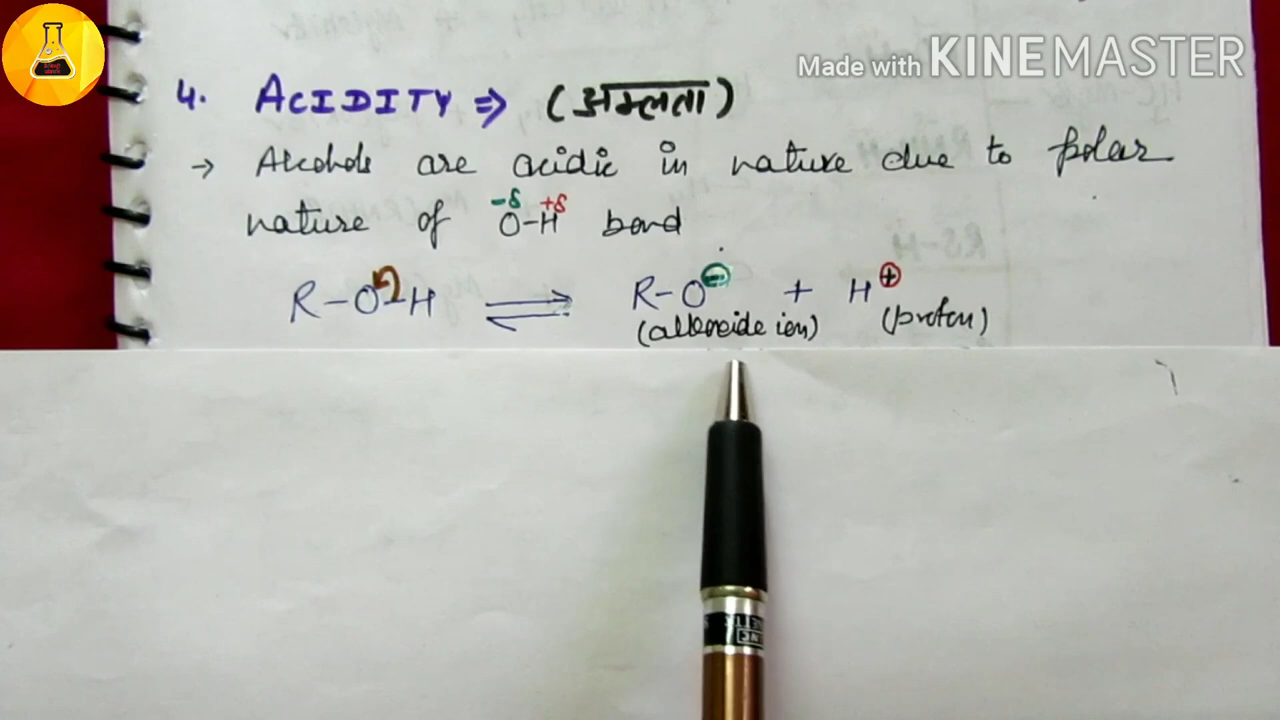 Made with KINEMASTER
4. ACIDITY ⇒ (अम्लता)
→ Alcohols are acidic in nature due to polar
nature of -δ +δ O-H bond
R-O-H ⇌ R-O⊖ + H⊕
(alkoxide ion) (proton)